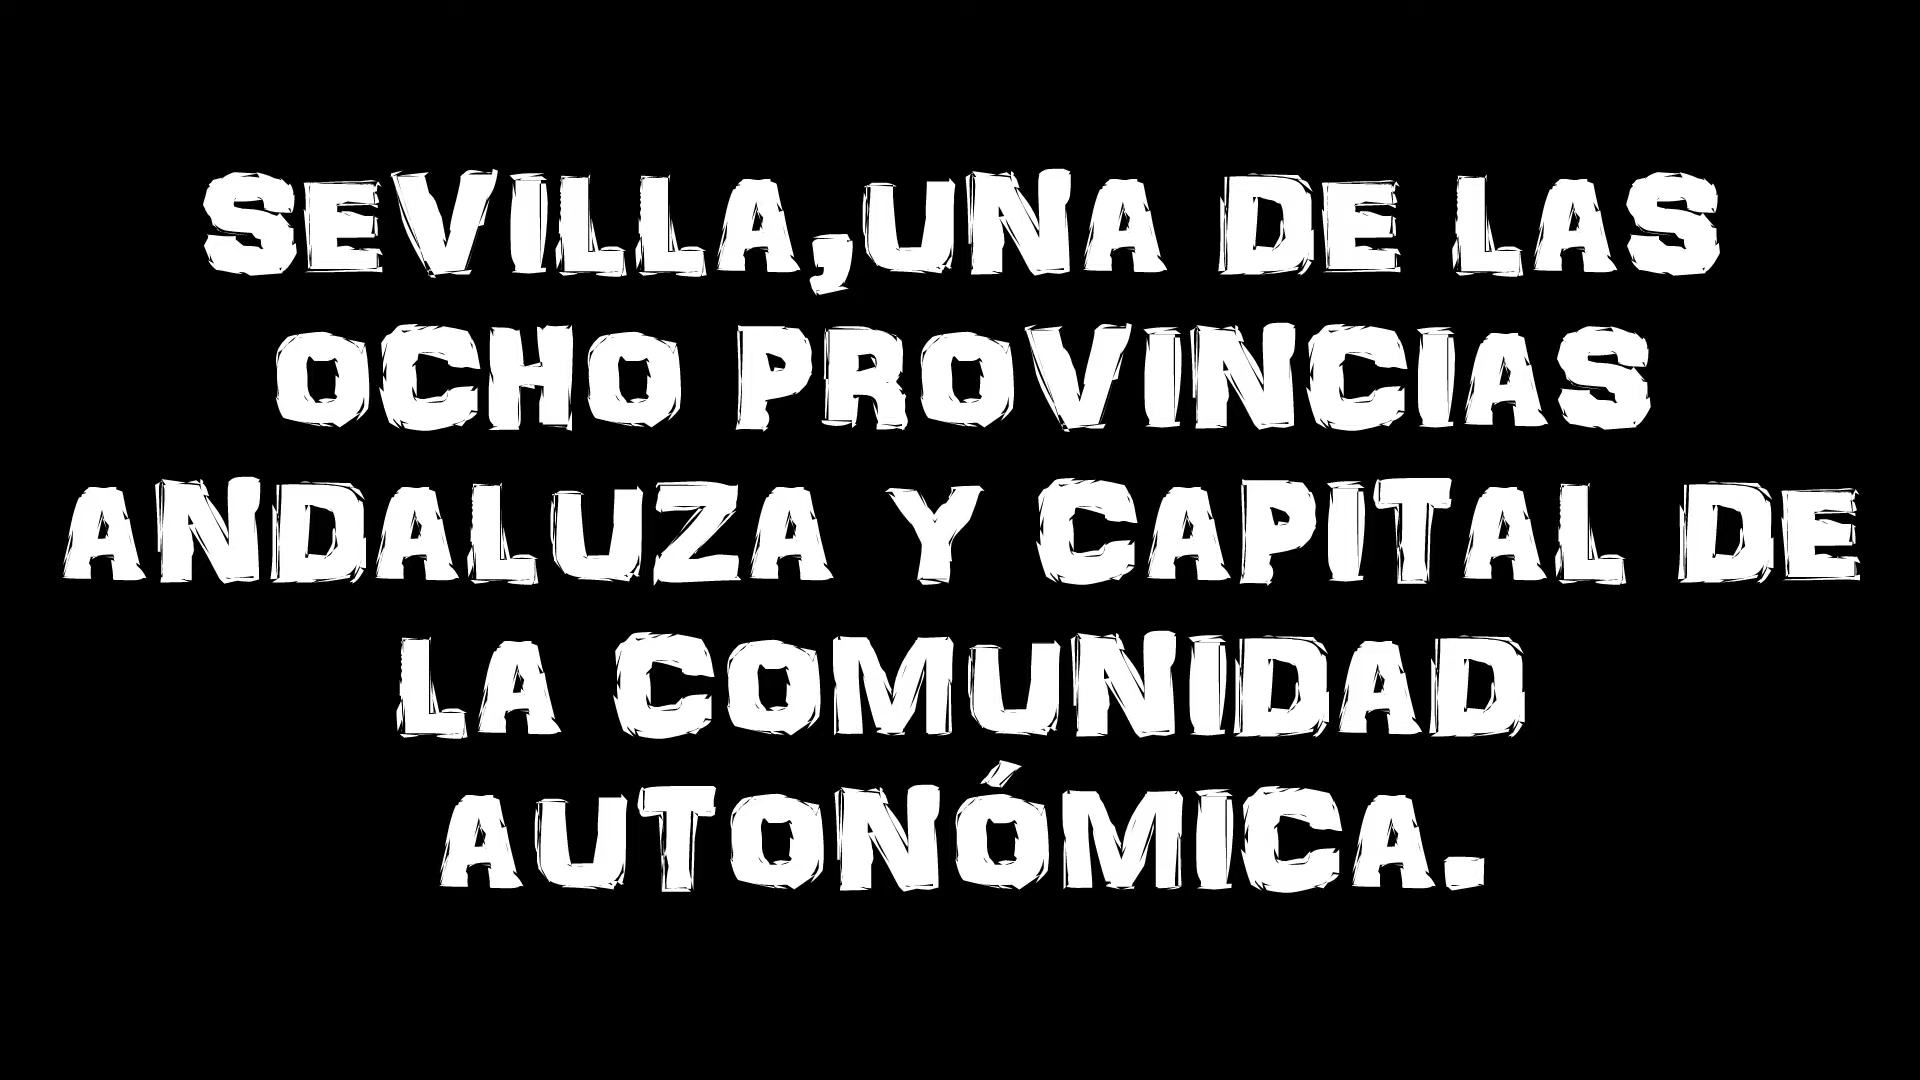 SEVILLA,UNA DE LAS
OCHO PROVINCIAS
ANDALUZA Y CAPITAL DE
LA COMUNIDAD
AUTONÓMICA.